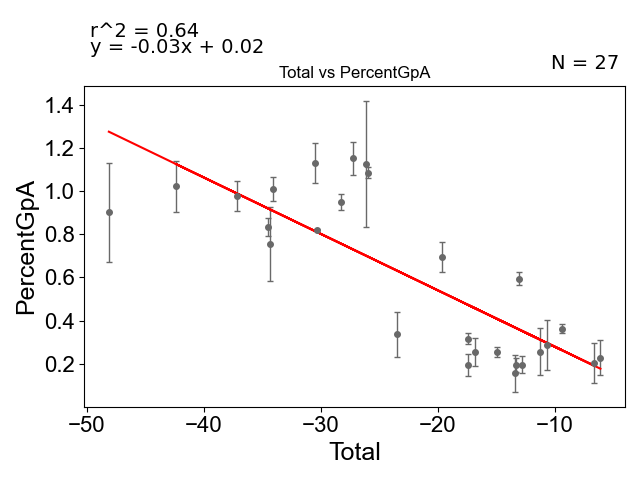 r^2 = 0.64
y = -0.03x + 0.02
N = 27
Total vs PercentGpA
PercentGpA
1.4
1.2
1.0
0.8
0.6
0.4
0.2
−50 −40 −30 −20 −10
Total